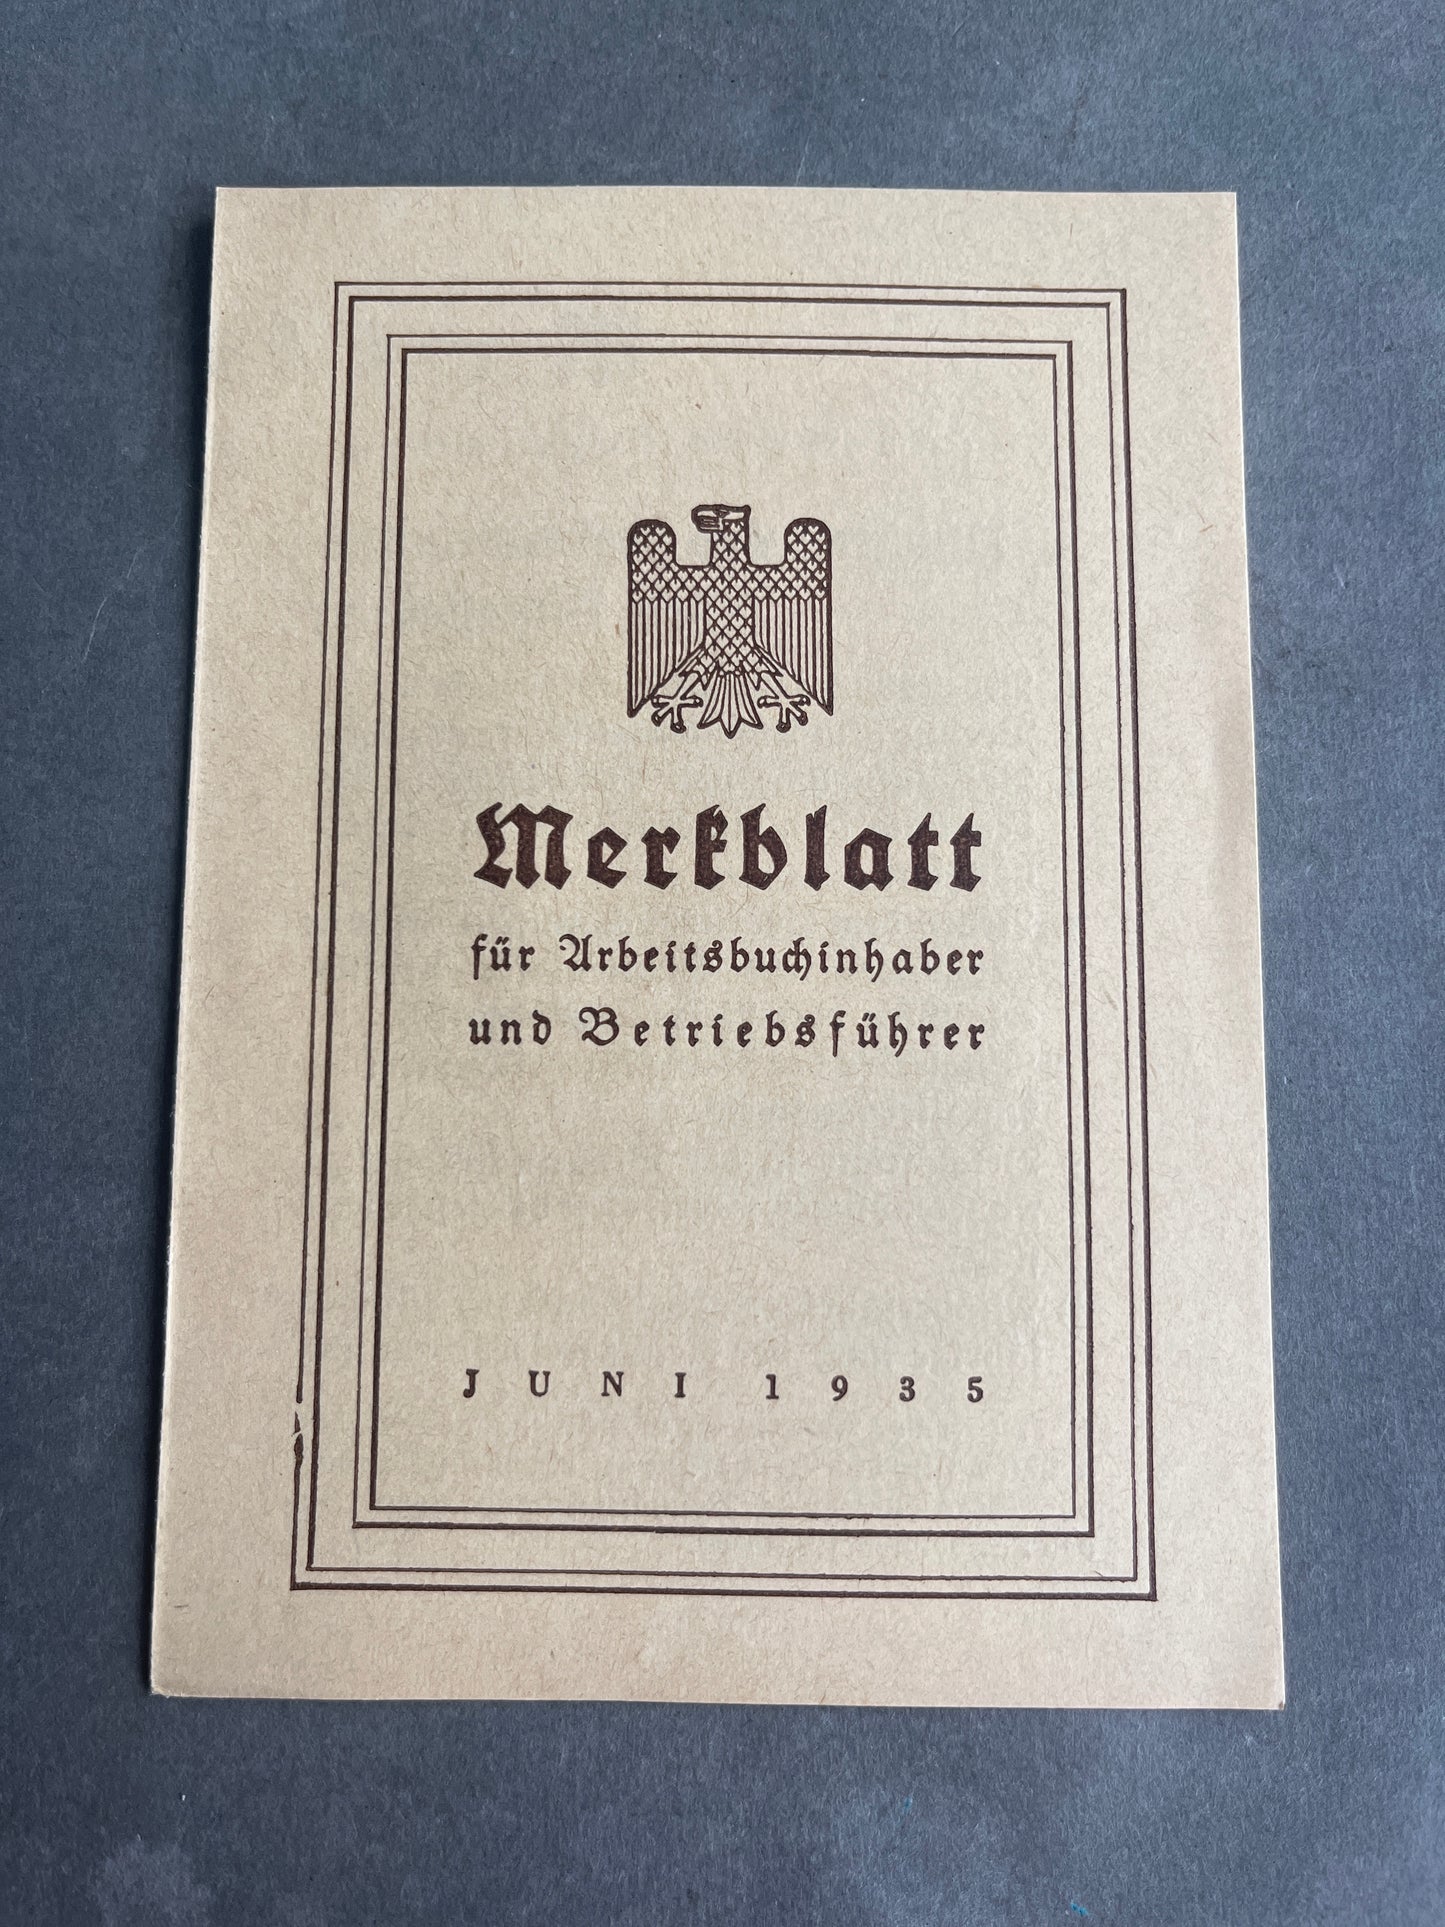 Merkblatt
für Arbeitsbuchinhaber
und Betriebsführer
JUNI 1935